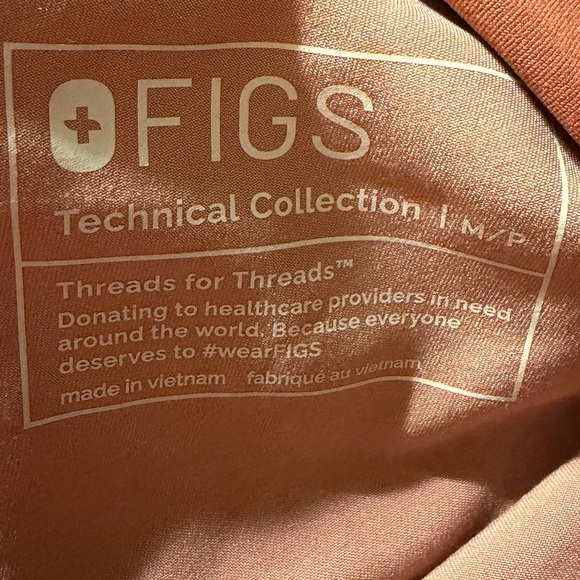 FIGS
Technical Collection | M/P
Threads for Threads™
Donating to healthcare providers in need
around the world. Because everyone
deserves to #wearFIGS
made in vietnam fabriqué au vietnam